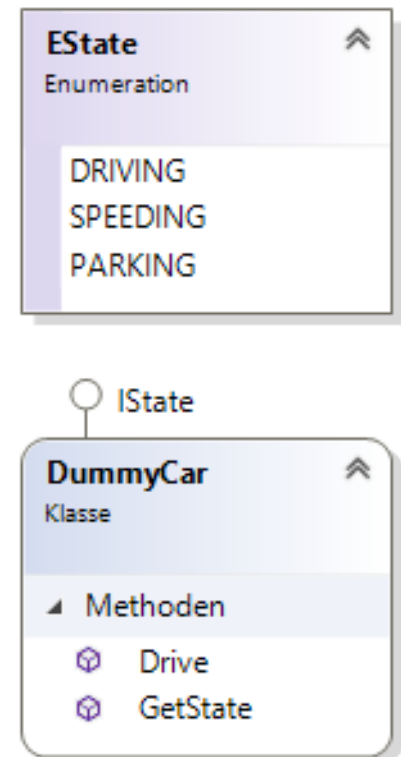 EState
Enumeration
DRIVING
SPEEDING
PARKING
IState
DummyCar
Klasse
Methoden
Drive
GetState